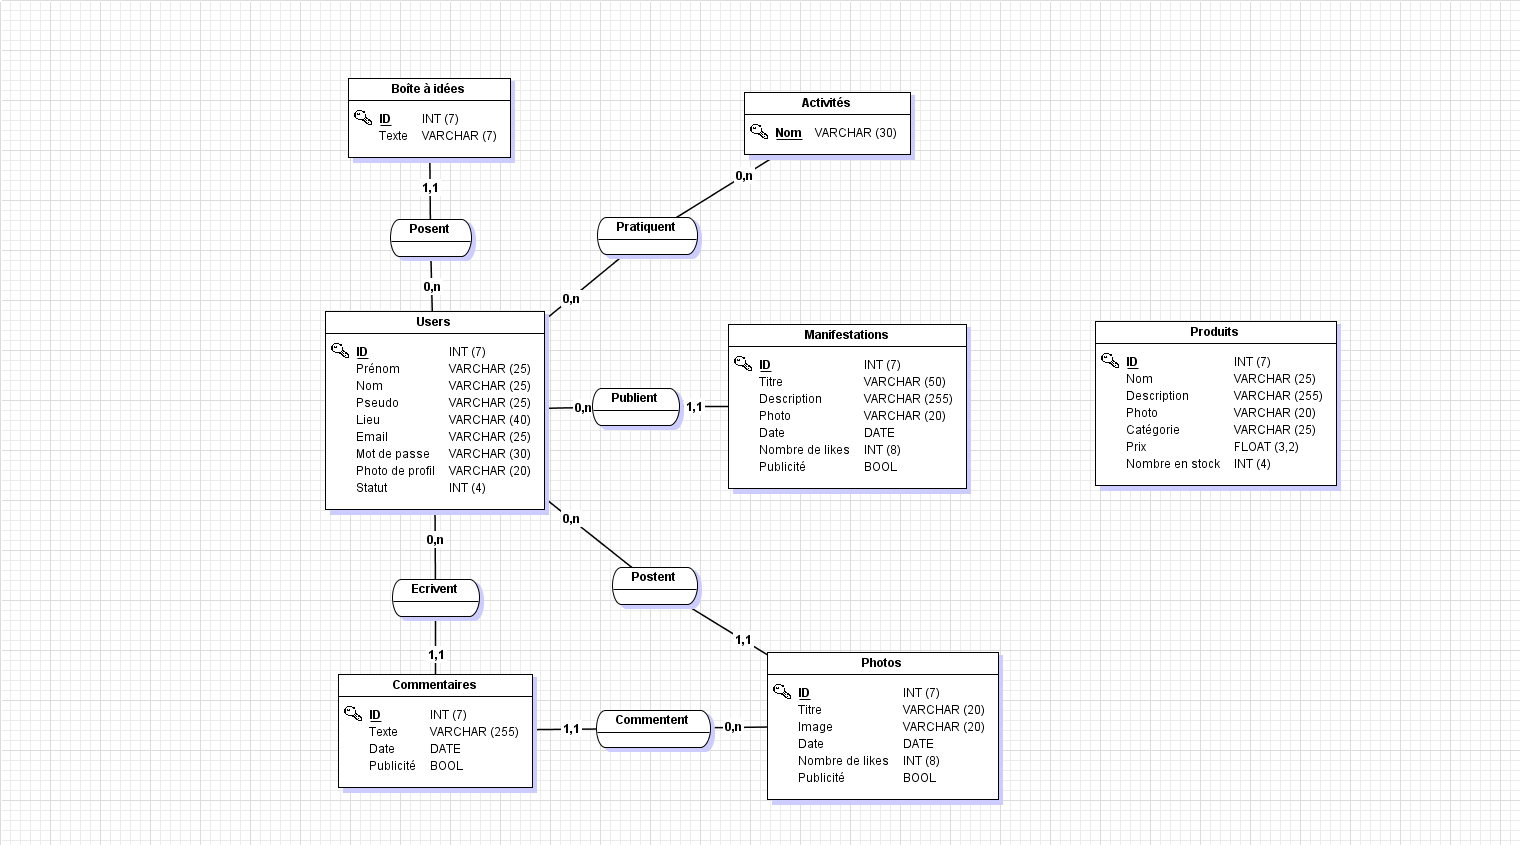 Boîte à idées
ID INT (7)
Texte VARCHAR (7)
1,1
Posent
0,n
Activités
Nom VARCHAR (30)
0,n
Pratiquent
0,n
Users
ID INT (7)
Prénom VARCHAR (25)
Nom VARCHAR (25)
Pseudo VARCHAR (25)
Lieu VARCHAR (40)
Email VARCHAR (25)
Mot de passe VARCHAR (30)
Photo de profil VARCHAR (20)
Statut INT (4)
0,n
Publient
1,1
Manifestations
ID INT (7)
Titre VARCHAR (50)
Description VARCHAR (255)
Photo VARCHAR (20)
Date DATE
Nombre de likes INT (8)
Publicité BOOL
Produits
ID INT (7)
Nom VARCHAR (25)
Description VARCHAR (255)
Photo VARCHAR (20)
Catégorie VARCHAR (25)
Prix FLOAT (3,2)
Nombre en stock INT (4)
0,n
Ecrivent
1,1
0,n
Postent
1,1
Commentaires
ID INT (7)
Texte VARCHAR (255)
Date DATE
Publicité BOOL
1,1
Commentent
0,n
Photos
ID INT (7)
Titre VARCHAR (20)
Image VARCHAR (20)
Date DATE
Nombre de likes INT (8)
Publicité BOOL